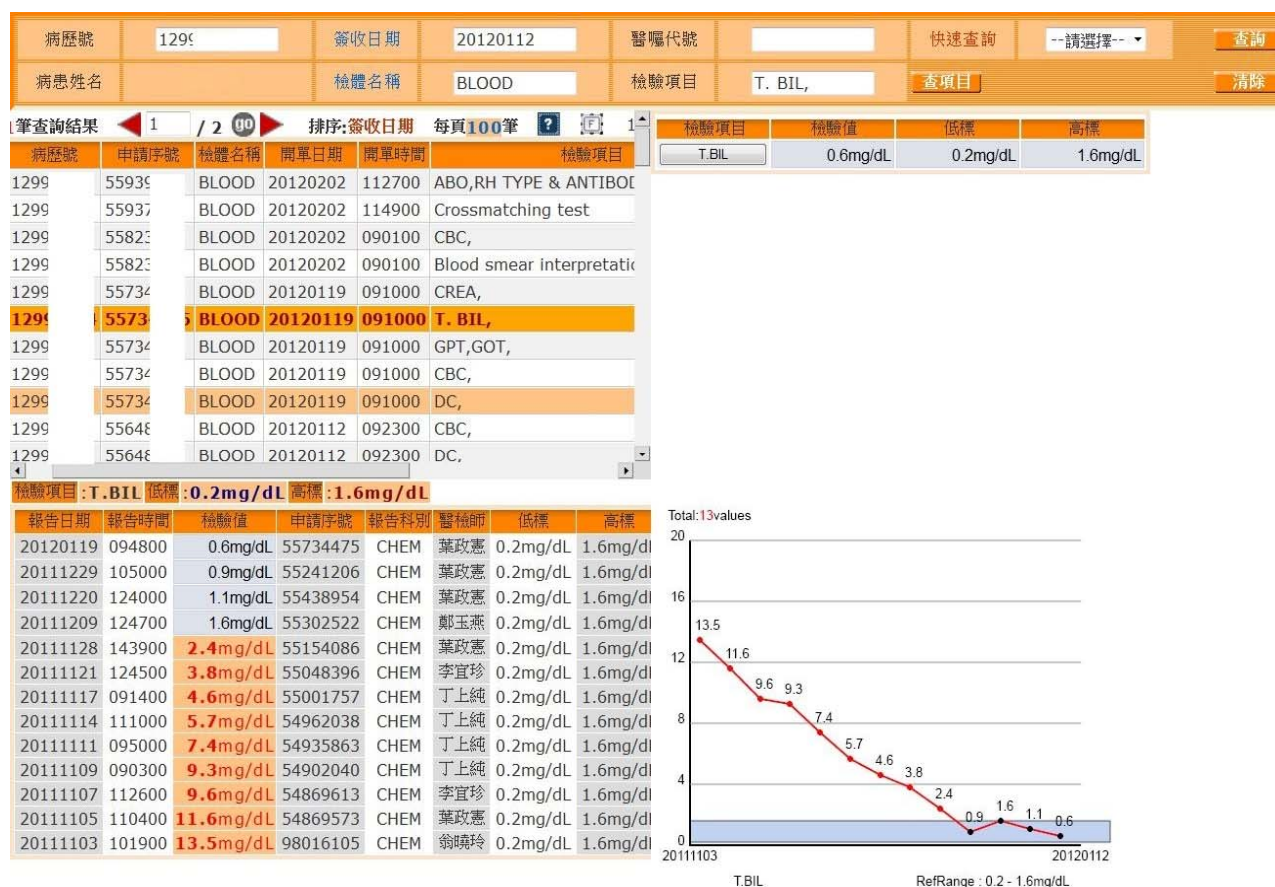 病歷號 1299 簽收日期 20120112 醫囑代號 快速查詢 --請選擇--
查詢
病患姓名 檢體名稱 BLOOD 檢驗項目 T. BIL, 查項目 清除
筆查詢結果 1 / 2 go 排序:簽收日期 每頁100筆 ? F 1
病歷號 申請序號 檢體名稱 開單日期 開單時間 檢驗項目
1299 55939 BLOOD 20120202 112700 ABO,RH TYPE & ANTIBOD
1299 55937 BLOOD 20120202 114900 Crossmatching test
1299 55823 BLOOD 20120202 090100 CBC,
1299 55823 BLOOD 20120202 090100 Blood smear interpretatio
1299 55734 BLOOD 20120119 091000 CREA,
1299 5573 5 BLOOD 20120119 091000 T. BIL,
1299 55734 BLOOD 20120119 091000 GPT,GOT,
1299 55734 BLOOD 20120119 091000 CBC,
1299 55734 BLOOD 20120119 091000 DC,
1299 55648 BLOOD 20120112 092300 CBC,
1299 55648 BLOOD 20120112 092300 DC,
檢驗項目 檢驗值 低標 高標
T.BIL 0.6mg/dL 0.2mg/dL 1.6mg/dL
檢驗項目:T.BIL 低標:0.2mg/dL 高標:1.6mg/dL
報告日期 報告時間 檢驗值 申請序號 報告科別 醫檢師 低標 高標
20120119 094800 0.6mg/dL 55734475 CHEM 葉政憲 0.2mg/dL 1.6mg/dl
20111229 105000 0.9mg/dL 55241206 CHEM 葉政憲 0.2mg/dL 1.6mg/dl
20111220 124000 1.1mg/dL 55438954 CHEM 葉政憲 0.2mg/dL 1.6mg/dl
20111209 124700 1.6mg/dL 55302522 CHEM 鄭玉燕 0.2mg/dL 1.6mg/dl
20111128 143900 2.4mg/dL 55154086 CHEM 葉政憲 0.2mg/dL 1.6mg/dl
20111121 124500 3.8mg/dL 55048396 CHEM 李宜珍 0.2mg/dL 1.6mg/dl
20111117 091400 4.6mg/dL 55001757 CHEM 丁上純 0.2mg/dL 1.6mg/dl
20111114 111000 5.7mg/dL 54962038 CHEM 丁上純 0.2mg/dL 1.6mg/dl
20111111 095000 7.4mg/dL 54935863 CHEM 丁上純 0.2mg/dL 1.6mg/dl
20111109 090300 9.3mg/dL 54902040 CHEM 丁上純 0.2mg/dL 1.6mg/dl
20111107 112600 9.6mg/dL 54869613 CHEM 李宜珍 0.2mg/dL 1.6mg/dl
20111105 110400 11.6mg/dL 54869573 CHEM 葉政憲 0.2mg/dL 1.6mg/dl
20111103 101900 13.5mg/dL 98016105 CHEM 翁曉玲 0.2mg/dL 1.6mg/dl
Total:13values
20
16
13.5
11.6
12
9.6 9.3
8
7.4
5.7
4.6
3.8
4
2.4
0.9 1.6 1.1 0.6
0
20111103 20120112
T.BIL RefRange : 0.2 - 1.6mg/dL